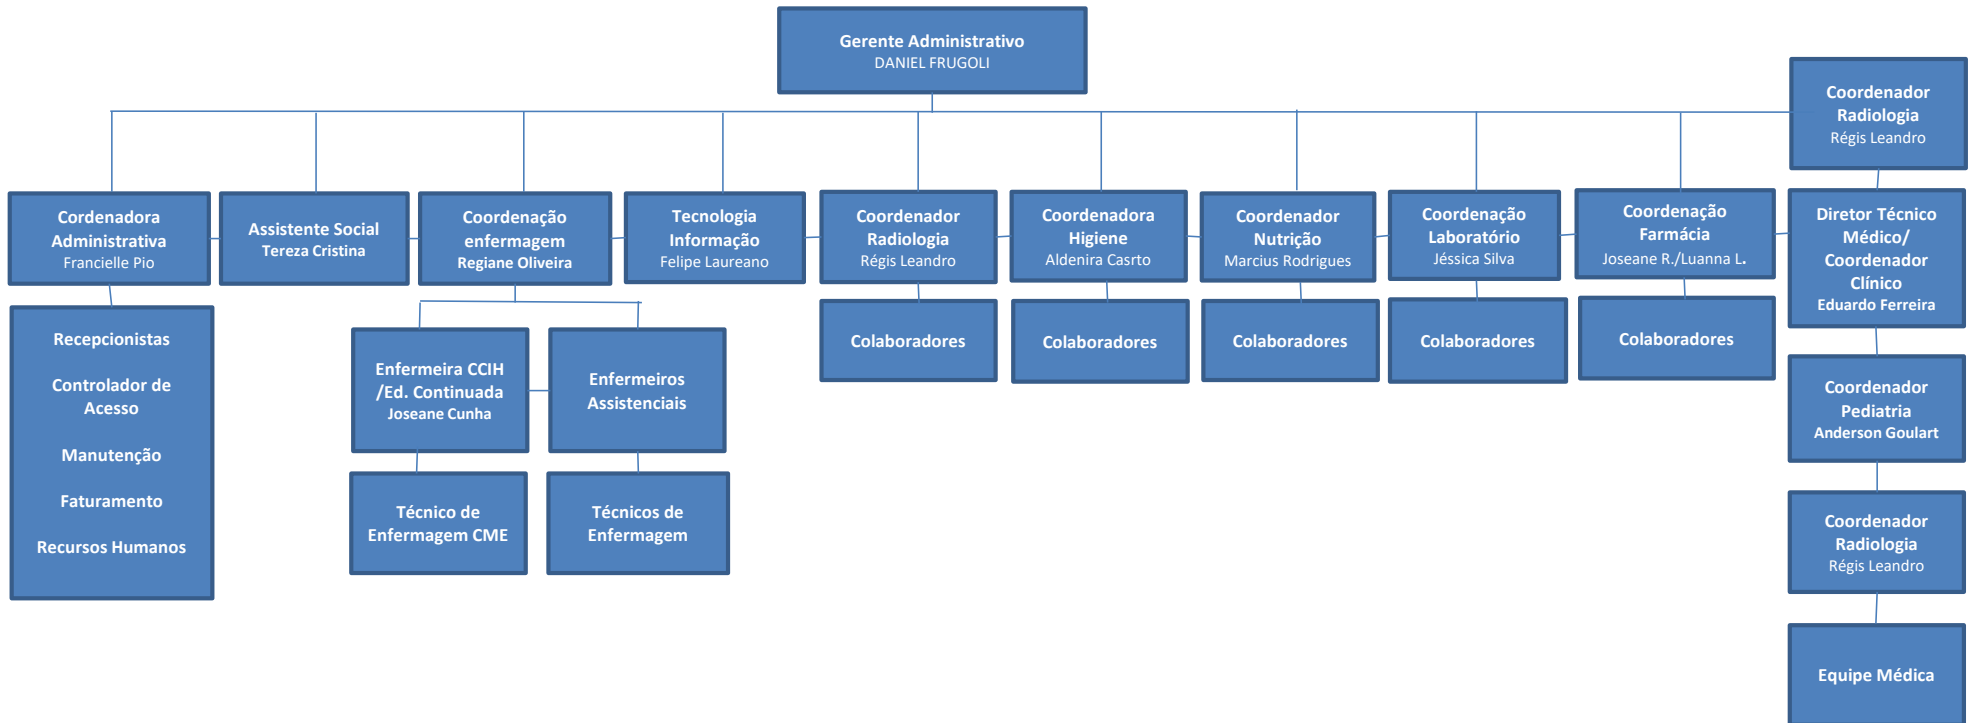 Gerente Administrativo
DANIEL FRUGOLI
Coordenador
Radiologia
Régis Leandro
Cordenadora
Administrativa
Francielle Pio
Assistente Social
Tereza Cristina
Coordenação
enfermagem
Regiane Oliveira
Tecnologia
Informação
Felipe Laureano
Coordenador
Radiologia
Régis Leandro
Coordenadora
Higiene
Aldenira Casrto
Coordenador
Nutrição
Marcius Rodrigues
Coordenação
Laboratório
Jéssica Silva
Coordenação
Farmácia
Joseane R./Luanna L.
Diretor Técnico
Médico/
Coordenador
Clínico
Eduardo Ferreira
Recepcionistas
Controlador de
Acesso
Manutenção
Faturamento
Recursos Humanos
Enfermeira CCIH
/Ed. Continuada
Joseane Cunha
Enfermeiros
Assistenciais
Colaboradores
Colaboradores
Colaboradores
Colaboradores
Colaboradores
Coordenador
Pediatria
Anderson Goulart
Técnico de
Enfermagem CME
Técnicos de
Enfermagem
Coordenador
Radiologia
Régis Leandro
Equipe Médica